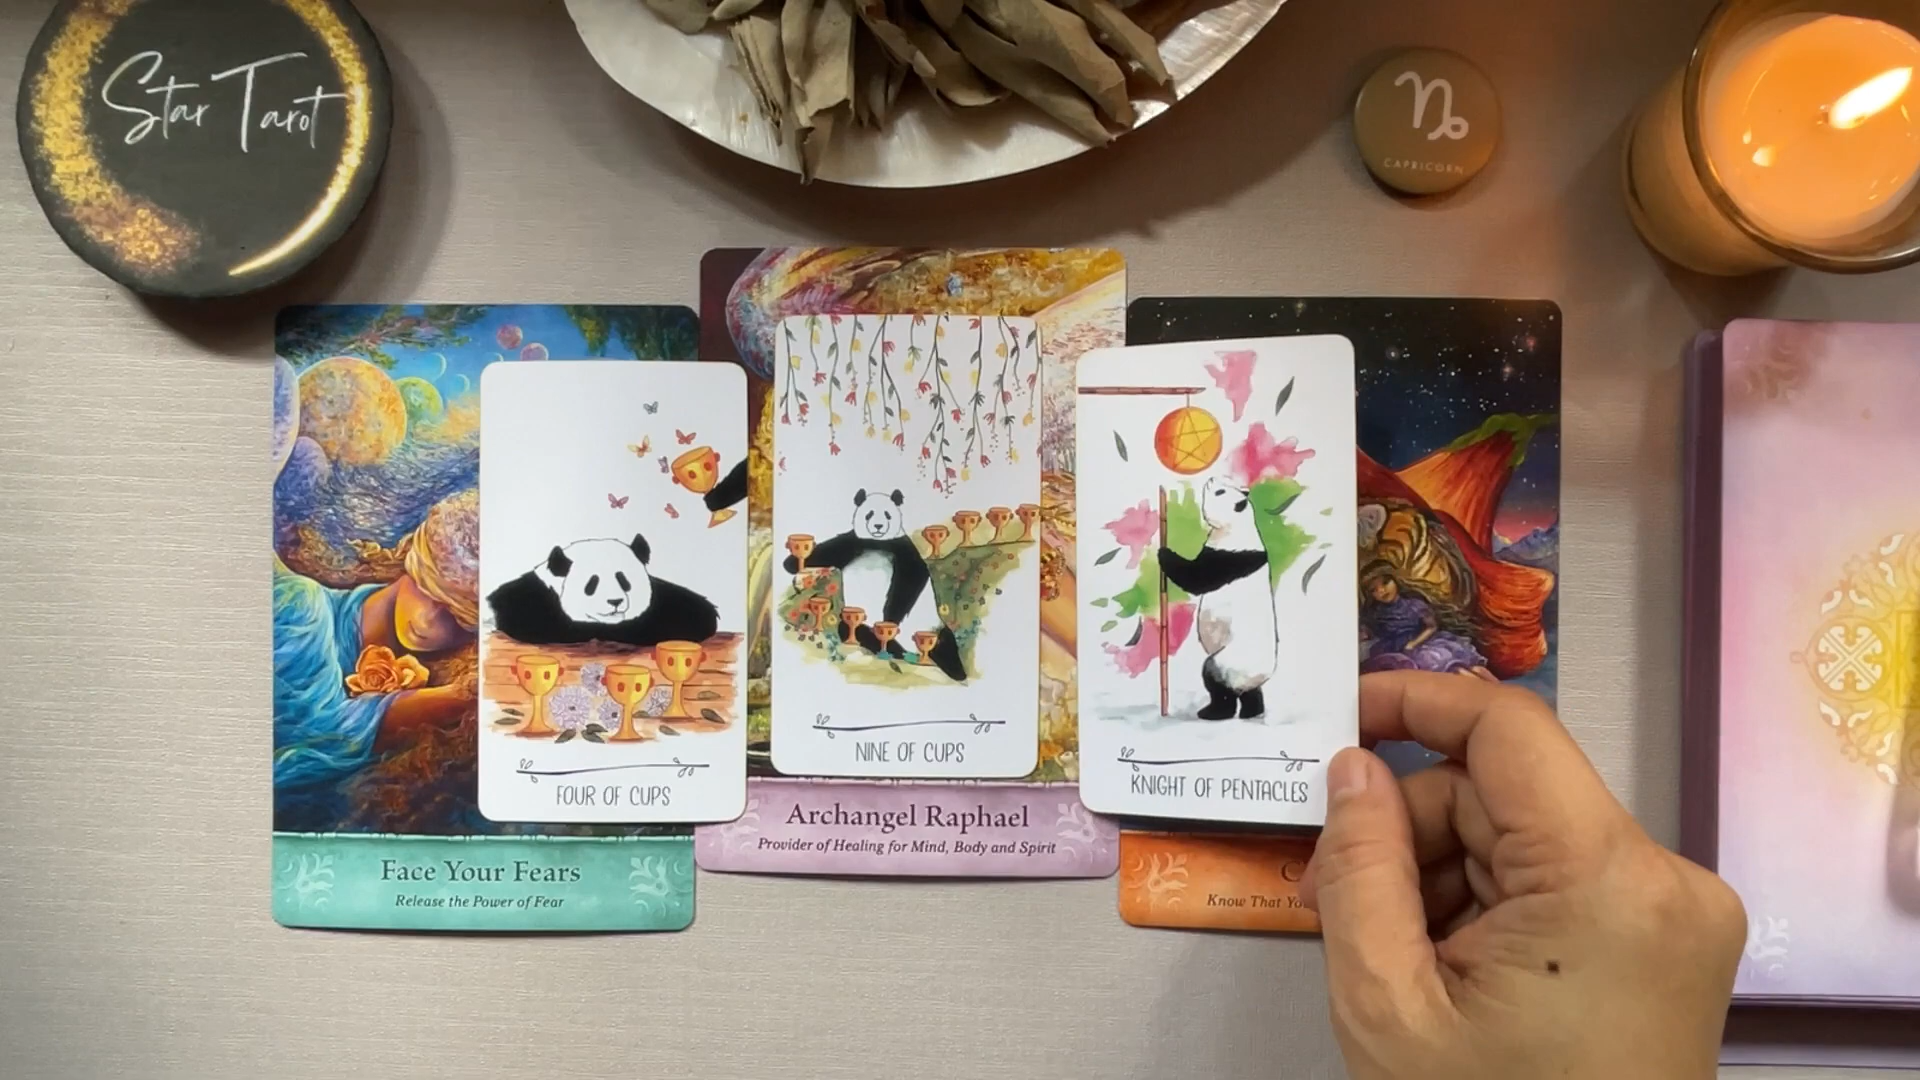 Star Tarot
CAPRICORN
FOUR OF CUPS
NINE OF CUPS
KNIGHT OF PENTACLES
Face Your Fears
Release the Power of Fear
Archangel Raphael
Provider of Healing for Mind, Body and Spirit
Know That